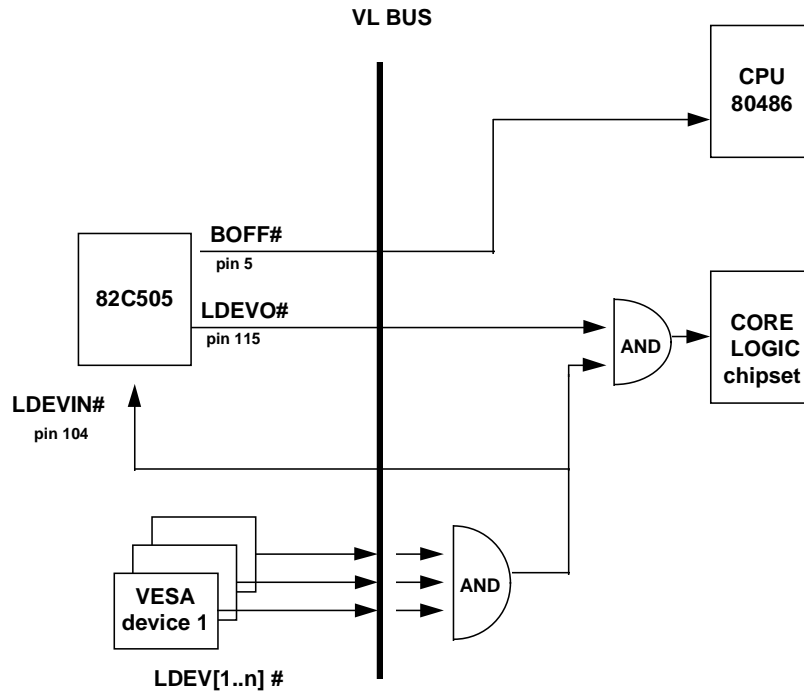 VL BUS
CPU
80486
BOFF#
pin 5
82C505
LDEVO#
pin 115
AND
CORE
LOGIC
chipset
LDEVIN#
pin 104
VESA
device 1
AND
LDEV[1..n] #